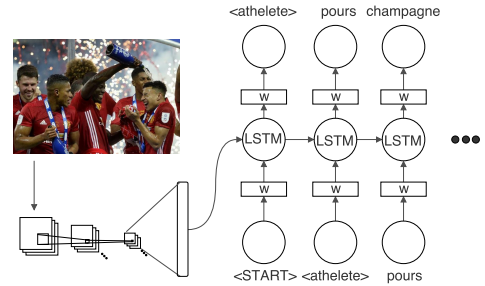 <athelete> pours champagne
W W W
LSTM LSTM LSTM
W W W
<START> <athelete> pours